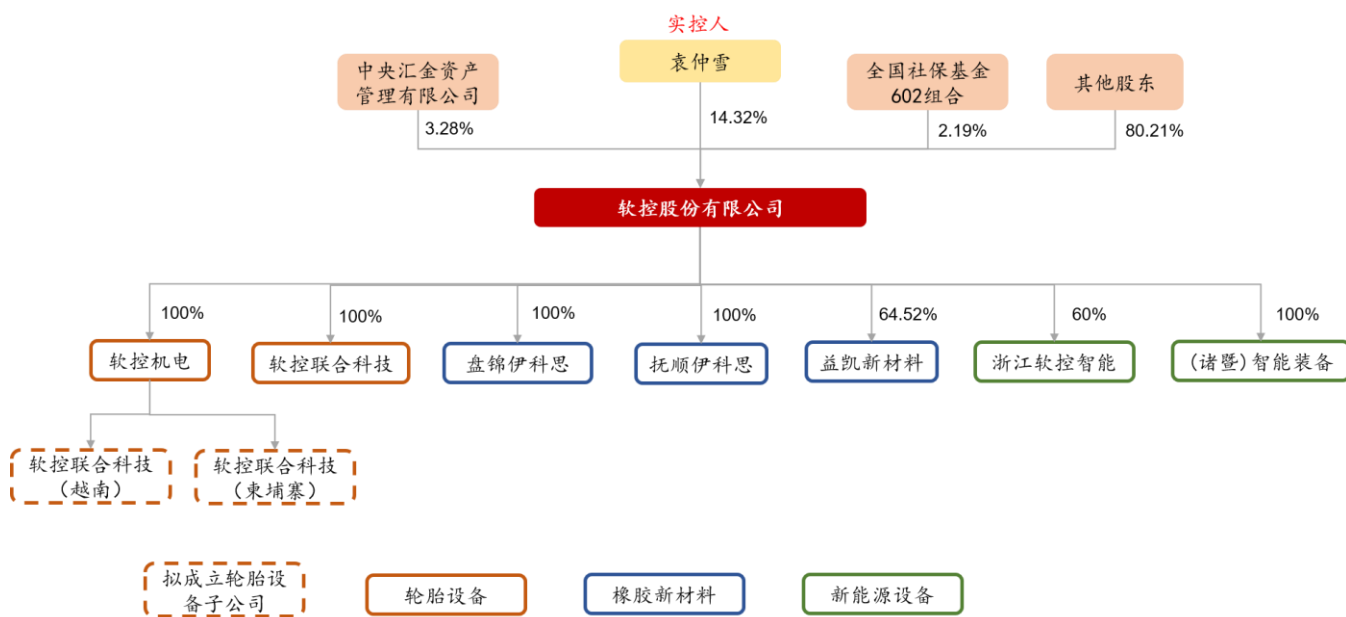 实控人
中央汇金资产
管理有限公司
袁仲雪
全国社保基金
602组合
其他股东
3.28%
14.32%
2.19%
80.21%
软控股份有限公司
100%
100%
100%
100%
64.52%
60%
100%
软控机电
软控联合科技
盘锦伊科思
抚顺伊科思
益凯新材料
浙江软控智能
(诸暨)智能装备
软控联合科技
（越南）
软控联合科技
（柬埔寨）
拟成立轮胎设
备子公司
轮胎设备
橡胶新材料
新能源设备